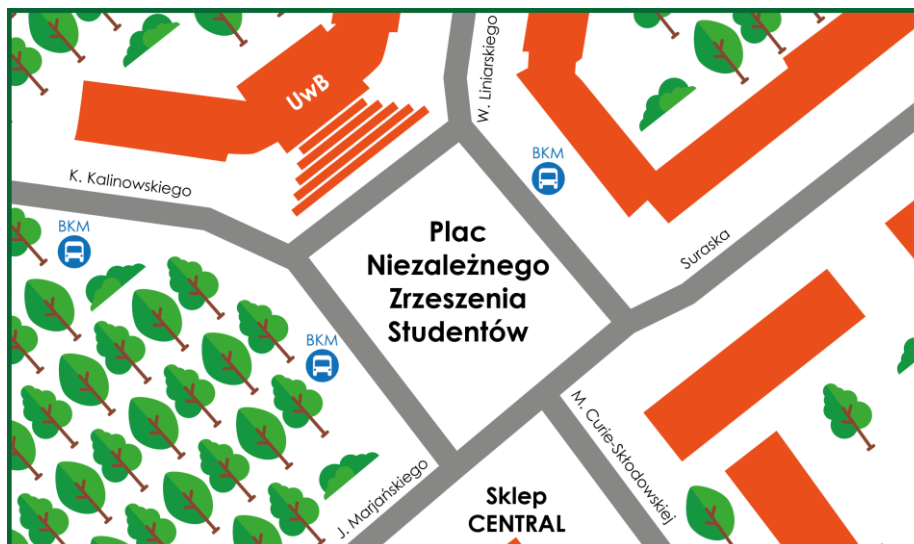 W. Liniarskiego
UwB
BKM
K. Kalinowskiego
BKM
Plac
Niezależnego
Zrzeszenia
Studentów
Suraska
BKM
M. Curie-Skłodowskiej
J. Marjańskiego
Sklep
CENTRAL